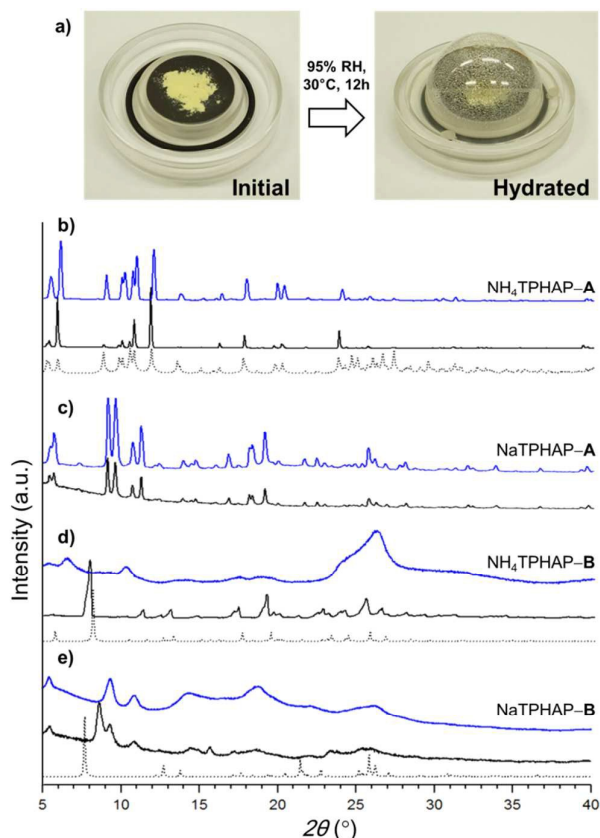 a)
95% RH,
30°C, 12h
Initial
Hydrated
b)
NH₄TPHAP–A
c)
NaTPHAP–A
d)
NH₄TPHAP–B
e)
NaTPHAP–B
Intensity (a.u.)
5 10 15 20 25 30 35 40
2θ (°)